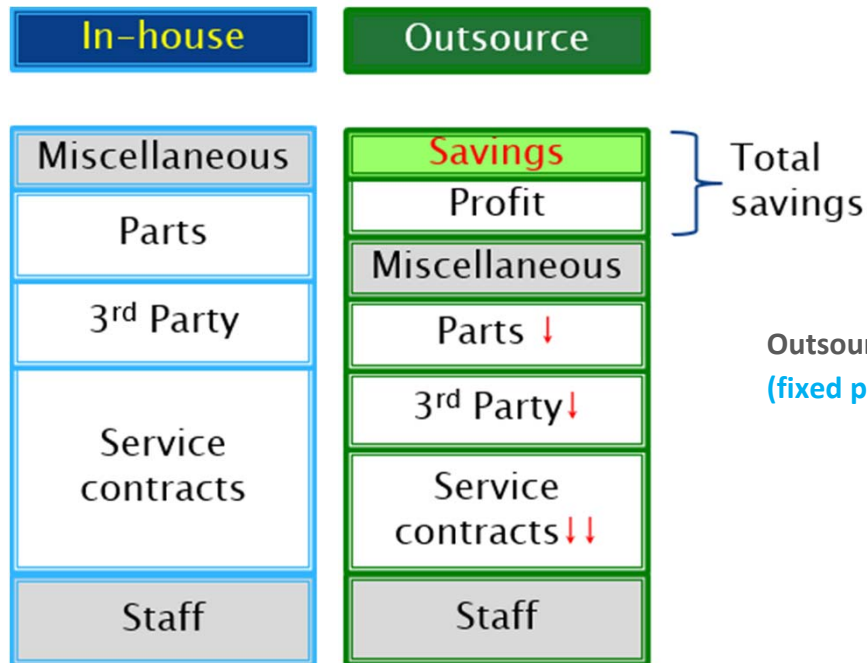 In-house
Outsource
Miscellaneous
Parts
3rd Party
Service
contracts
Staff
Savings
Profit
Miscellaneous
Parts ↓
3rd Party↓
Service
contracts↓↓
Staff
Total
savings